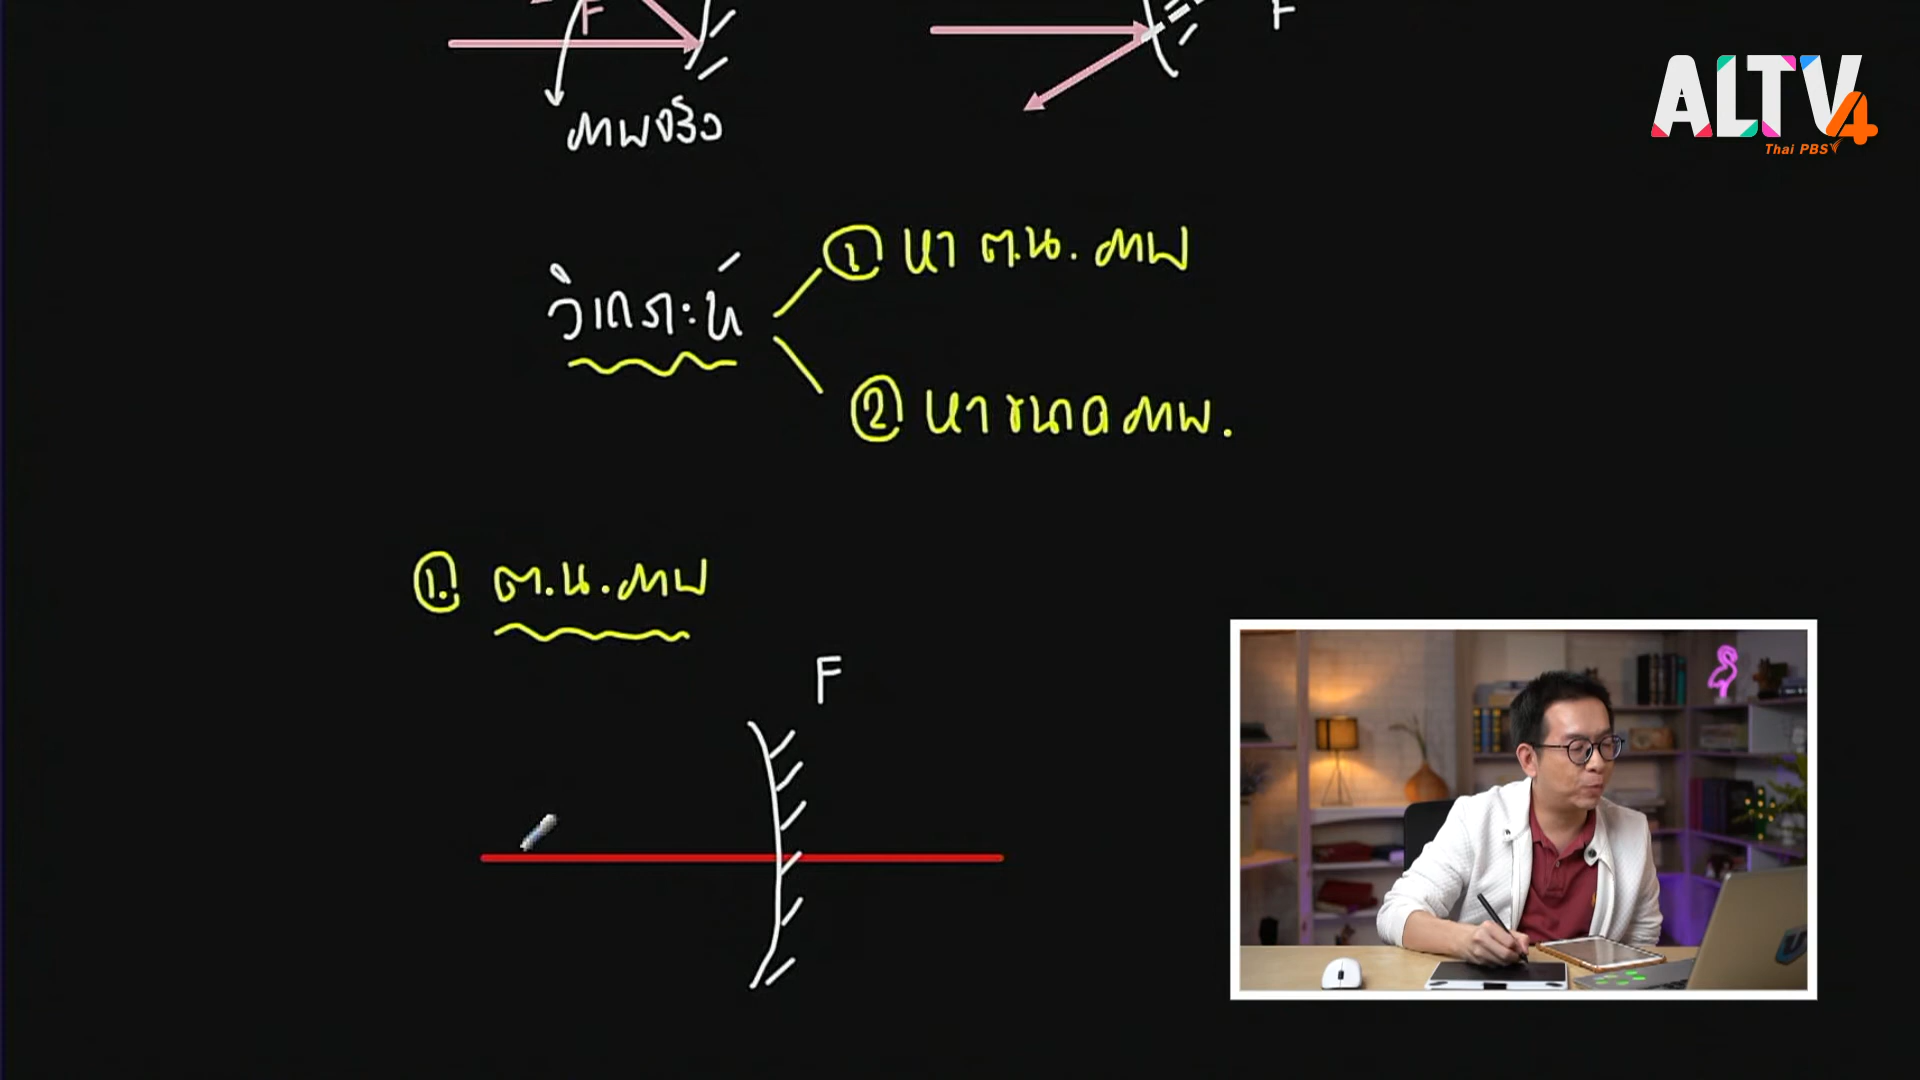 F
F
ภาพจริง
ALTV4
Thai PBS
วิเคราะห์
① หา ต.น. ภาพ
② หาขนาดภาพ.
①. ต.น.ภาพ
F